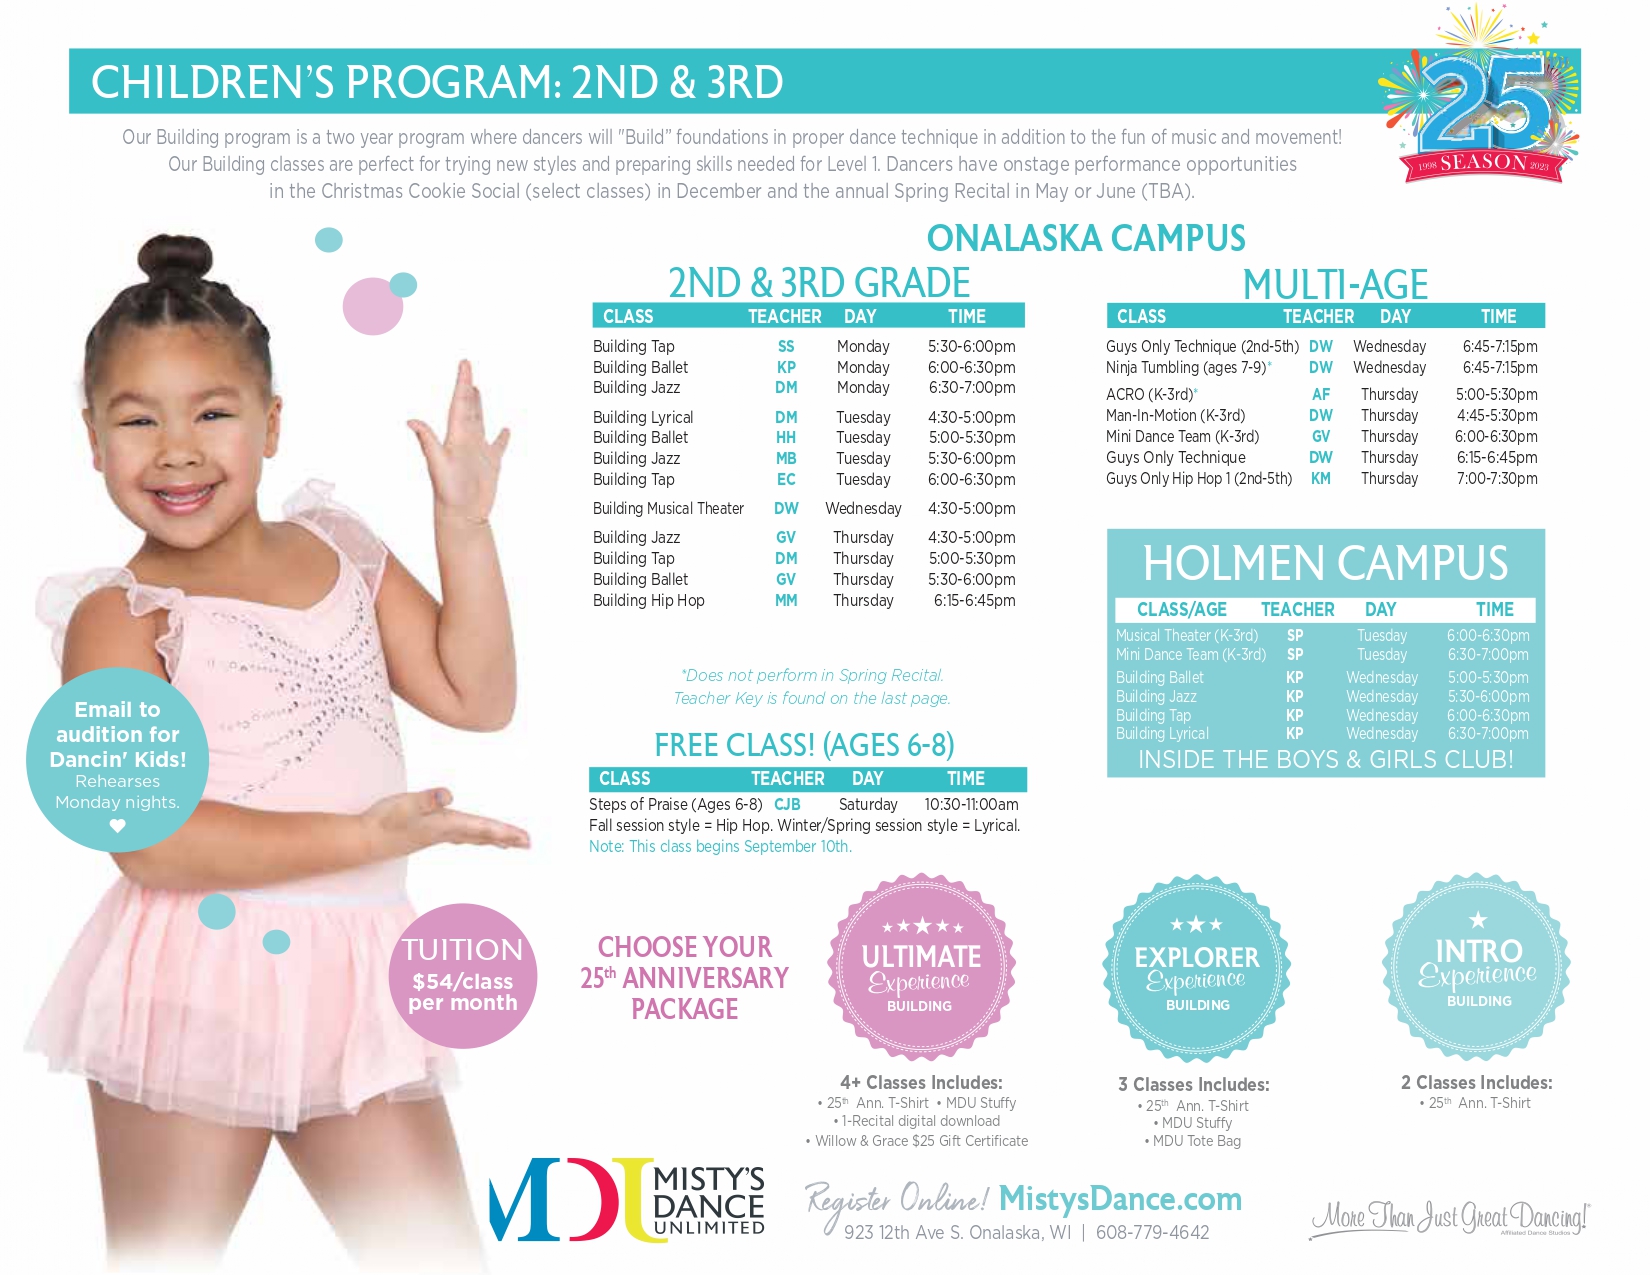 CHILDREN'S PROGRAM: 2ND & 3RD
25
1998 SEASON 2023
Our Building program is a two year program where dancers will "Build” foundations in proper dance technique in addition to the fun of music and movement!
Our Building classes are perfect for trying new styles and preparing skills needed for Level 1. Dancers have onstage performance opportunities
in the Christmas Cookie Social (select classes) in December and the annual Spring Recital in May or June (TBA).
ONALASKA CAMPUS
2ND & 3RD GRADE
CLASS TEACHER DAY TIME
Building Tap SS Monday 5:30-6:00pm
Building Ballet KP Monday 6:00-6:30pm
Building Jazz DM Monday 6:30-7:00pm
Building Lyrical DM Tuesday 4:30-5:00pm
Building Ballet HH Tuesday 5:00-5:30pm
Building Jazz MB Tuesday 5:30-6:00pm
Building Tap EC Tuesday 6:00-6:30pm
Building Musical Theater DW Wednesday 4:30-5:00pm
Building Jazz GV Thursday 4:30-5:00pm
Building Tap DM Thursday 5:00-5:30pm
Building Ballet GV Thursday 5:30-6:00pm
Building Hip Hop MM Thursday 6:15-6:45pm
*Does not perform in Spring Recital.
Teacher Key is found on the last page.
MULTI-AGE
CLASS TEACHER DAY TIME
Guys Only Technique (2nd-5th) DW Wednesday 6:45-7:15pm
Ninja Tumbling (ages 7-9)* DW Wednesday 6:45-7:15pm
ACRO (K-3rd)* AF Thursday 5:00-5:30pm
Man-In-Motion (K-3rd) DW Thursday 4:45-5:30pm
Mini Dance Team (K-3rd) GV Thursday 6:00-6:30pm
Guys Only Technique DW Thursday 6:15-6:45pm
Guys Only Hip Hop 1 (2nd-5th) KM Thursday 7:00-7:30pm
HOLMEN CAMPUS
CLASS/AGE TEACHER DAY TIME
Musical Theater (K-3rd) SP Tuesday 6:00-6:30pm
Mini Dance Team (K-3rd) SP Tuesday 6:30-7:00pm
Building Ballet KP Wednesday 5:00-5:30pm
Building Jazz KP Wednesday 5:30-6:00pm
Building Tap KP Wednesday 6:00-6:30pm
Building Lyrical KP Wednesday 6:30-7:00pm
INSIDE THE BOYS & GIRLS CLUB!
FREE CLASS! (AGES 6-8)
CLASS TEACHER DAY TIME
Steps of Praise (Ages 6-8) CJB Saturday 10:30-11:00am
Fall session style = Hip Hop. Winter/Spring session style = Lyrical.
Note: This class begins September 10th.
Email to
audition for
Dancin' Kids!
Rehearses
Monday nights.
TUITION
$54/class
per month
CHOOSE YOUR
25th ANNIVERSARY
PACKAGE
ULTIMATE
Experience
BUILDING
4+ Classes Includes:
• 25th Ann. T-Shirt • MDU Stuffy
• 1-Recital digital download
• Willow & Grace $25 Gift Certificate
EXPLORER
Experience
BUILDING
3 Classes Includes:
• 25th Ann. T-Shirt
• MDU Stuffy
• MDU Tote Bag
INTRO
Experience
BUILDING
2 Classes Includes:
• 25th Ann. T-Shirt
MDU
MISTY'S
DANCE
UNLIMITED
Register Online! MistysDance.com
923 12th Ave S. Onalaska, WI | 608-779-4642
More Than Just Great Dancing!®
Affiliated Dance Studios